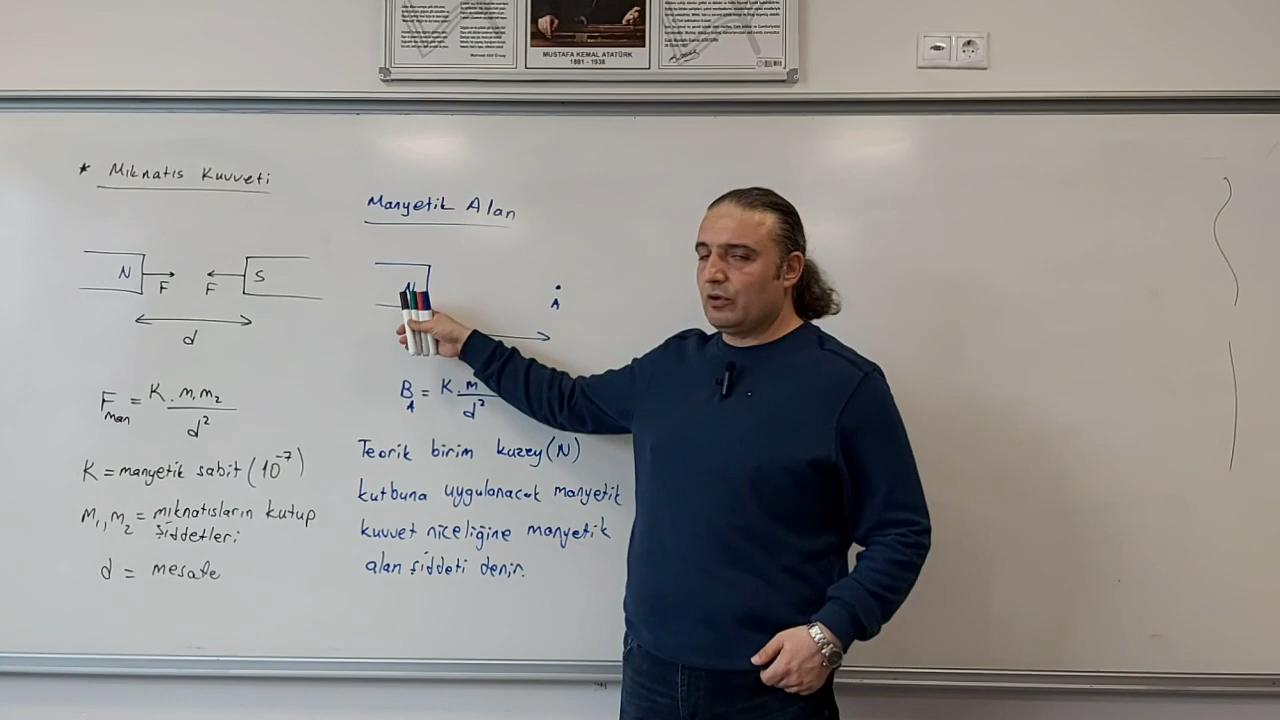 MUSTAFA KEMAL ATATÜRK
1881 - 1938
* Mıknatıs Kuvveti
N F F S
d
F man = K . m₁ m₂ / d²
K = manyetik sabit (10⁻⁷)
m₁, m₂ = mıknatısların kutup
şiddetleri
d = mesafe
Manyetik Alan
N A
B A = K . m / d²
Teorik birim kuzey (N)
kutbuna uygulanacak manyetik
kuvvet niceliğine manyetik
alan şiddeti denir.